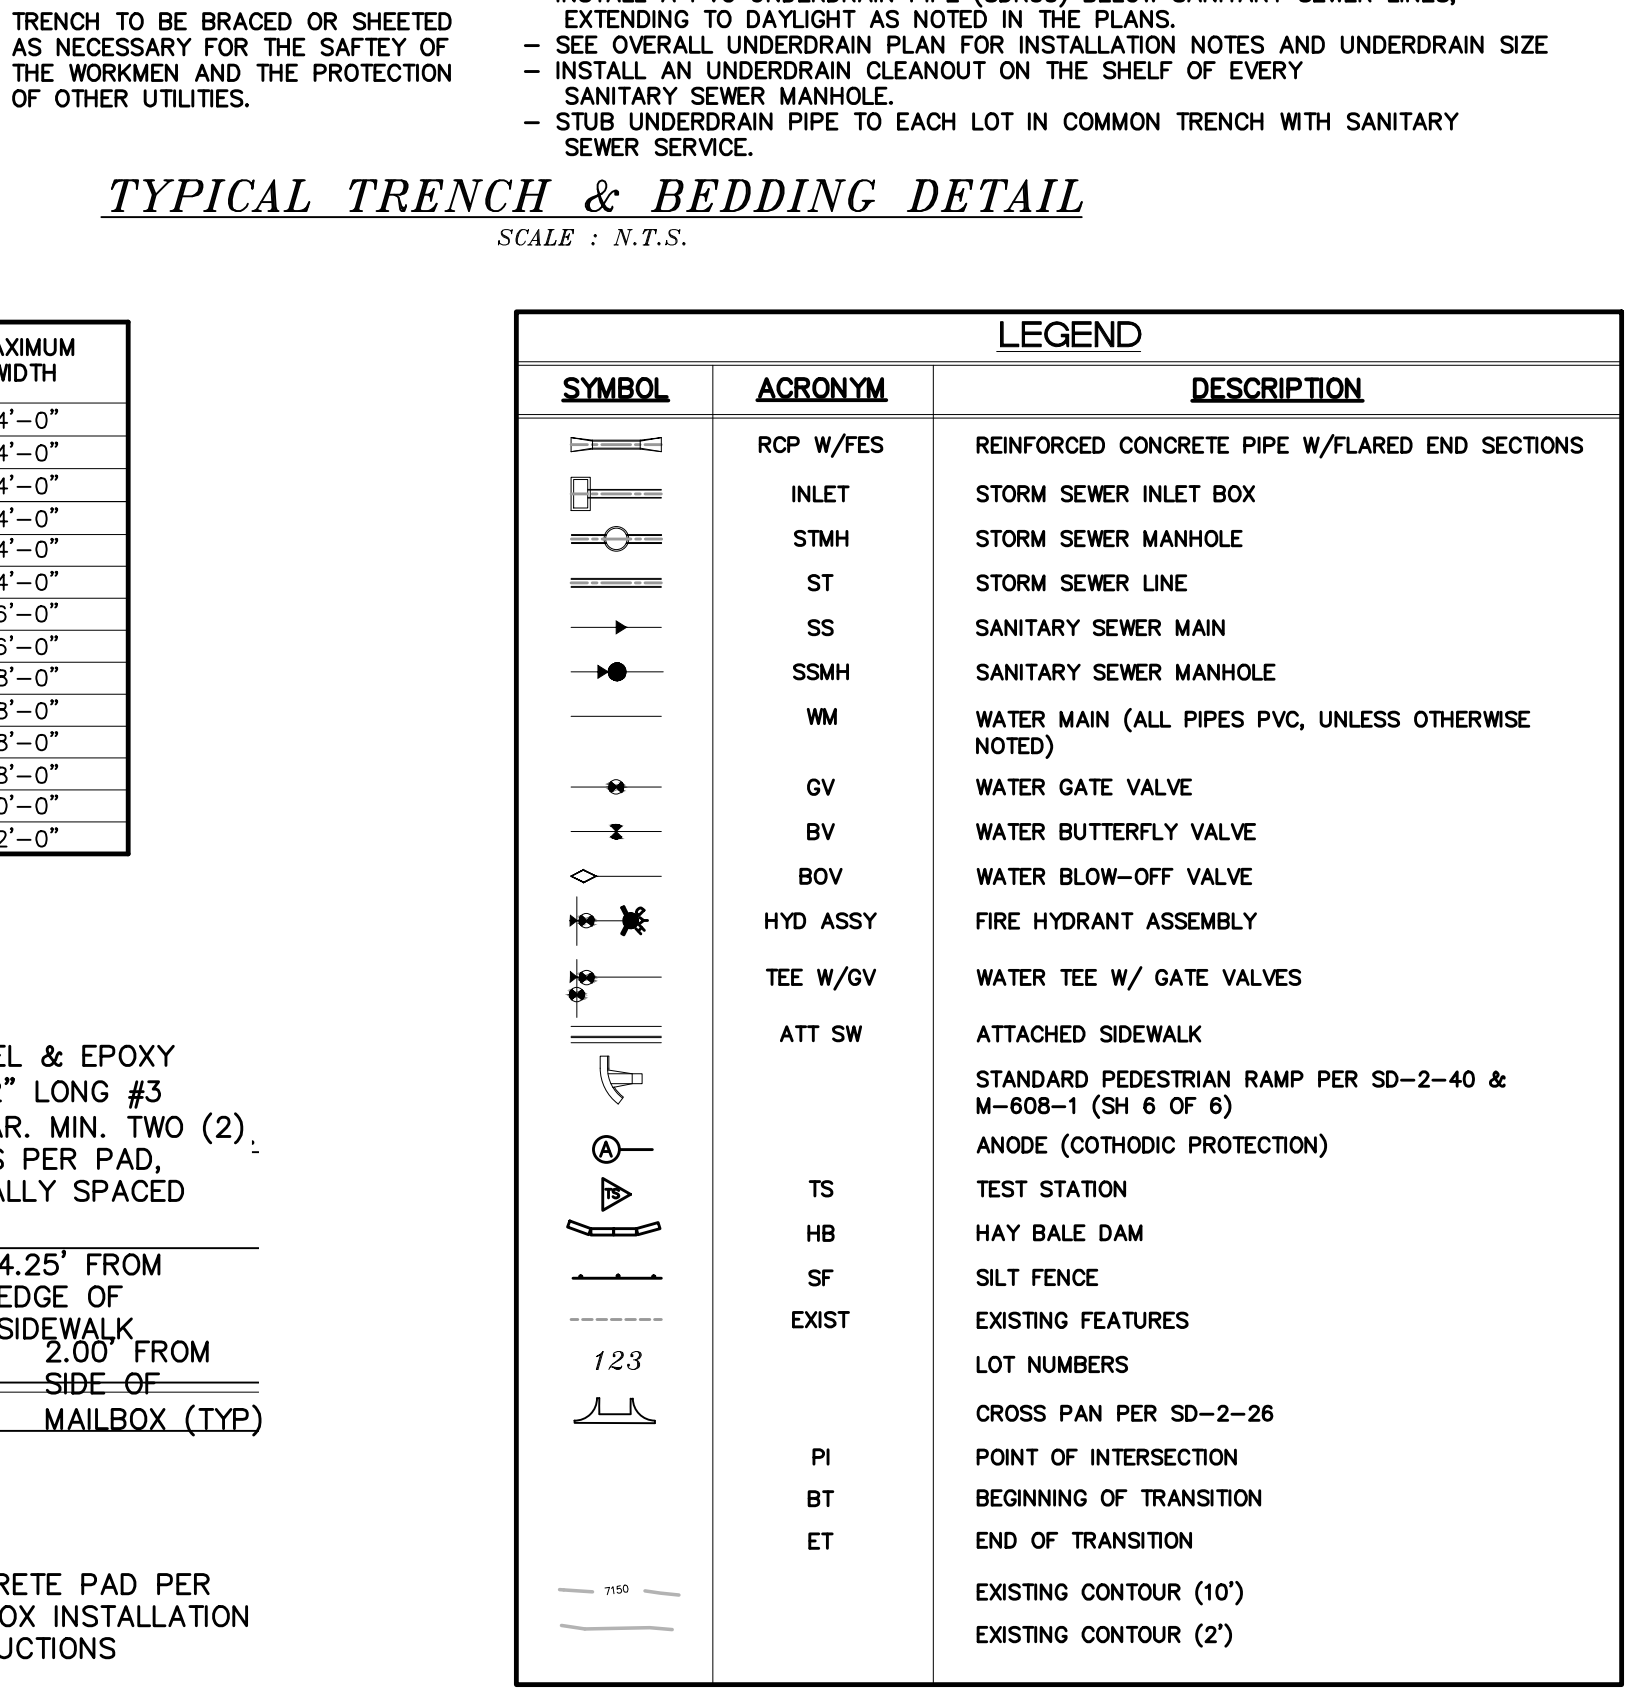 TRENCH TO BE BRACED OR SHEETED
AS NECESSARY FOR THE SAFTEY OF
THE WORKMEN AND THE PROTECTION
OF OTHER UTILITIES.
EXTENDING TO DAYLIGHT AS NOTED IN THE PLANS.
– SEE OVERALL UNDERDRAIN PLAN FOR INSTALLATION NOTES AND UNDERDRAIN SIZE
– INSTALL AN UNDERDRAIN CLEANOUT ON THE SHELF OF EVERY
SANITARY SEWER MANHOLE.
– STUB UNDERDRAIN PIPE TO EACH LOT IN COMMON TRENCH WITH SANITARY
SEWER SERVICE.
TYPICAL TRENCH & BEDDING DETAIL
SCALE : N.T.S.
4'–0"
4'–0"
4'–0"
4'–0"
4'–0"
4'–0"
6'–0"
6'–0"
8'–0"
8'–0"
8'–0"
8'–0"
0'–0"
2'–0"
& EPOXY
LONG #3
MIN. TWO (2)
PER PAD,
SPACED
4.25' FROM
EDGE OF
SIDEWALK
2.00' FROM
SIDE OF
MAILBOX (TYP)
PAD PER
INSTALLATION
LEGEND
SYMBOL ACRONYM DESCRIPTION
RCP W/FES REINFORCED CONCRETE PIPE W/FLARED END SECTIONS
INLET STORM SEWER INLET BOX
STMH STORM SEWER MANHOLE
ST STORM SEWER LINE
SS SANITARY SEWER MAIN
SSMH SANITARY SEWER MANHOLE
WM WATER MAIN (ALL PIPES PVC, UNLESS OTHERWISE
NOTED)
GV WATER GATE VALVE
BV WATER BUTTERFLY VALVE
BOV WATER BLOW–OFF VALVE
HYD ASSY FIRE HYDRANT ASSEMBLY
TEE W/GV WATER TEE W/ GATE VALVES
ATT SW ATTACHED SIDEWALK
STANDARD PEDESTRIAN RAMP PER SD–2–40 &
M–608–1 (SH 6 OF 6)
A ANODE (COTHODIC PROTECTION)
TS TS TEST STATION
HB HAY BALE DAM
SF SILT FENCE
EXIST EXISTING FEATURES
123 LOT NUMBERS
CROSS PAN PER SD–2–26
PI POINT OF INTERSECTION
BT BEGINNING OF TRANSITION
ET END OF TRANSITION
7150 EXISTING CONTOUR (10')
EXISTING CONTOUR (2')